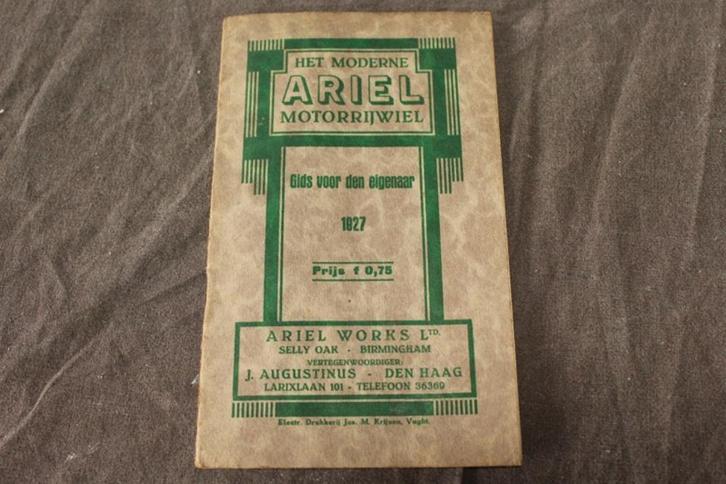 HET MODERNE
ARIEL
MOTORRIJWIEL
Gids voor den eigenaar
1927
Prijs f 0,75
ARIEL WORKS LTD.
SELLY OAK - BIRMINGHAM
VERTEGENWOORDIGER:
J. AUGUSTINUS - DEN HAAG
LARIXLAAN 101 - TELEFOON 36360
Electr. Drukkerij Jos. M. Krijnen, Vught.